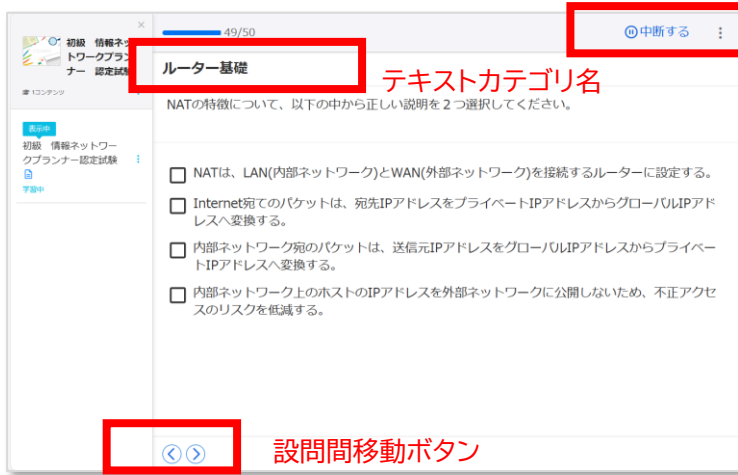 ×
初級 情報ネッ
トワークプラン
ナー 認定試験
1コンテンツ
表示中
初級 情報ネットワー
クプランナー認定試験
学習中
49/50
中断する
ルーター基礎
テキストカテゴリ名
NATの特徴について、以下の中から正しい説明を2つ選択してください。
NATは、LAN(内部ネットワーク)とWAN(外部ネットワーク)を接続するルーターに設定する。
Internet宛てのパケットは、宛先IPアドレスをプライベートIPアドレスからグローバルIPアド
レスへ変換する。
内部ネットワーク宛のパケットは、送信元IPアドレスをグローバルIPアドレスからプライベー
トIPアドレスへ変換する。
内部ネットワーク上のホストのIPアドレスを外部ネットワークに公開しないため、不正アクセ
スのリスクを低減する。
設問間移動ボタン